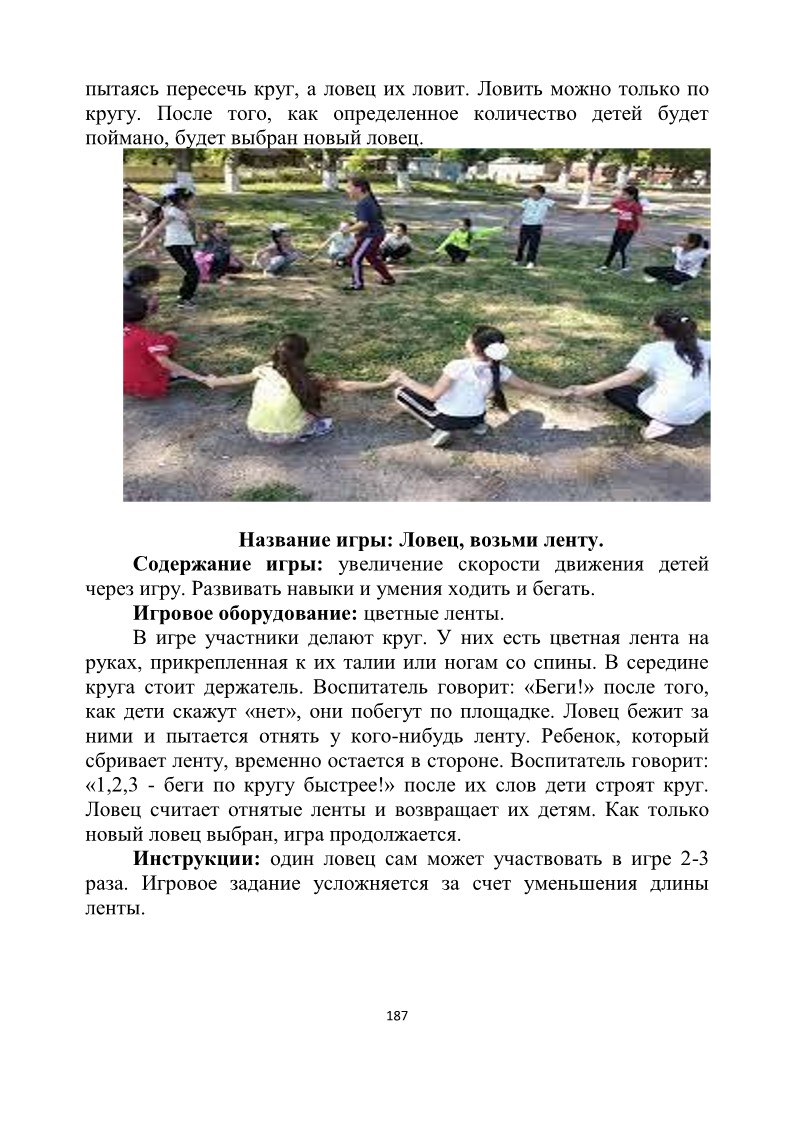 пытаясь пересечь круг, а ловец их ловит. Ловить можно только по
кругу. После того, как определенное количество детей будет
поймано, будет выбран новый ловец.
Название игры: Ловец, возьми ленту.
Содержание игры: увеличение скорости движения детей
через игру. Развивать навыки и умения ходить и бегать.
Игровое оборудование: цветные ленты.
В игре участники делают круг. У них есть цветная лента на
руках, прикрепленная к их талии или ногам со спины. В середине
круга стоит держатель. Воспитатель говорит: «Беги!» после того,
как дети скажут «нет», они побегут по площадке. Ловец бежит за
ними и пытается отнять у кого-нибудь ленту. Ребенок, который
сбривает ленту, временно остается в стороне. Воспитатель говорит:
«1,2,3 - беги по кругу быстрее!» после их слов дети строят круг.
Ловец считает отнятые ленты и возвращает их детям. Как только
новый ловец выбран, игра продолжается.
Инструкции: один ловец сам может участвовать в игре 2-3
раза. Игровое задание усложняется за счет уменьшения длины
ленты.
187